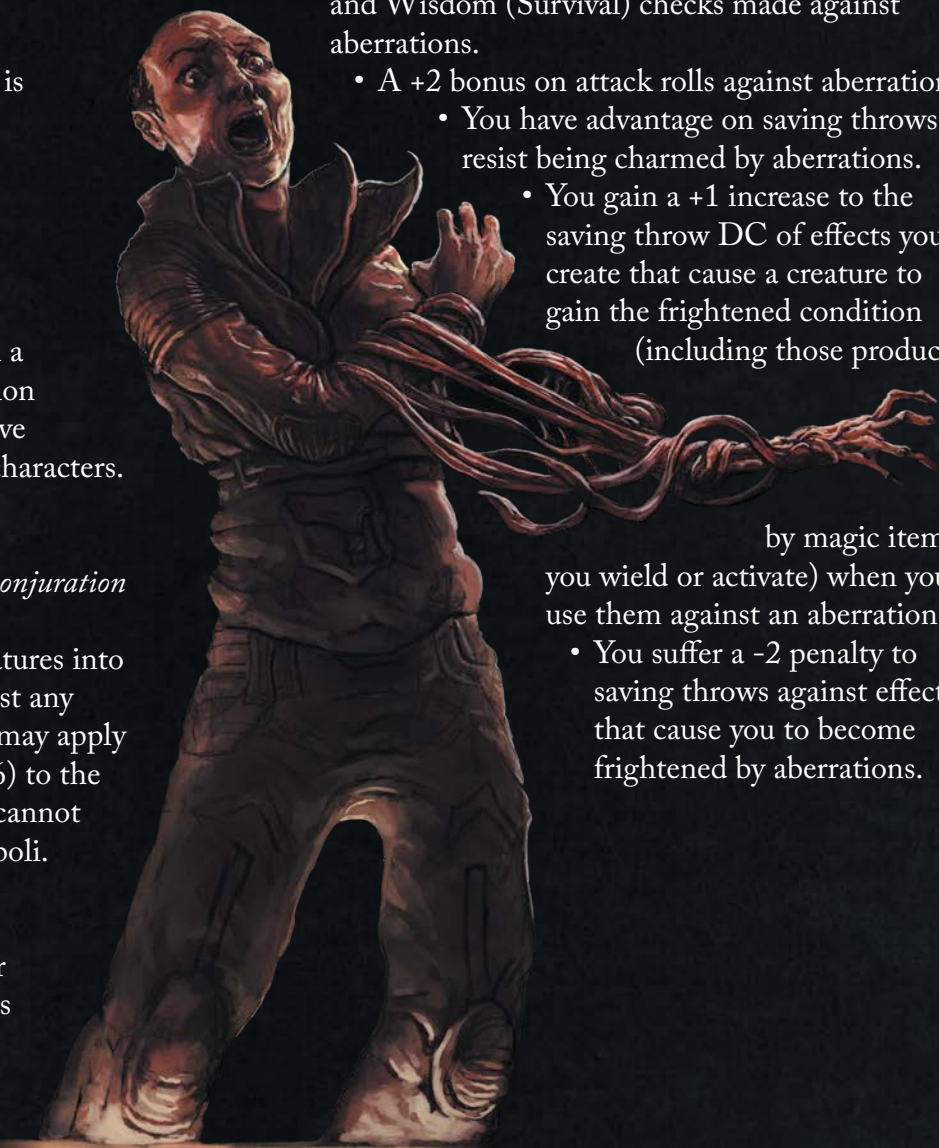 is
a
on
ve
characters.
onjuration
atures into
st any
may apply
6) to the
cannot
poli.
r
s
and Wisdom (Survival) checks made against
aberrations.
• A +2 bonus on attack rolls against aberration
• You have advantage on saving throws
resist being charmed by aberrations.
• You gain a +1 increase to the
saving throw DC of effects you
create that cause a creature to
gain the frightened condition
(including those produc
by magic item
you wield or activate) when you
use them against an aberration
• You suffer a -2 penalty to
saving throws against effect
that cause you to become
frightened by aberrations.